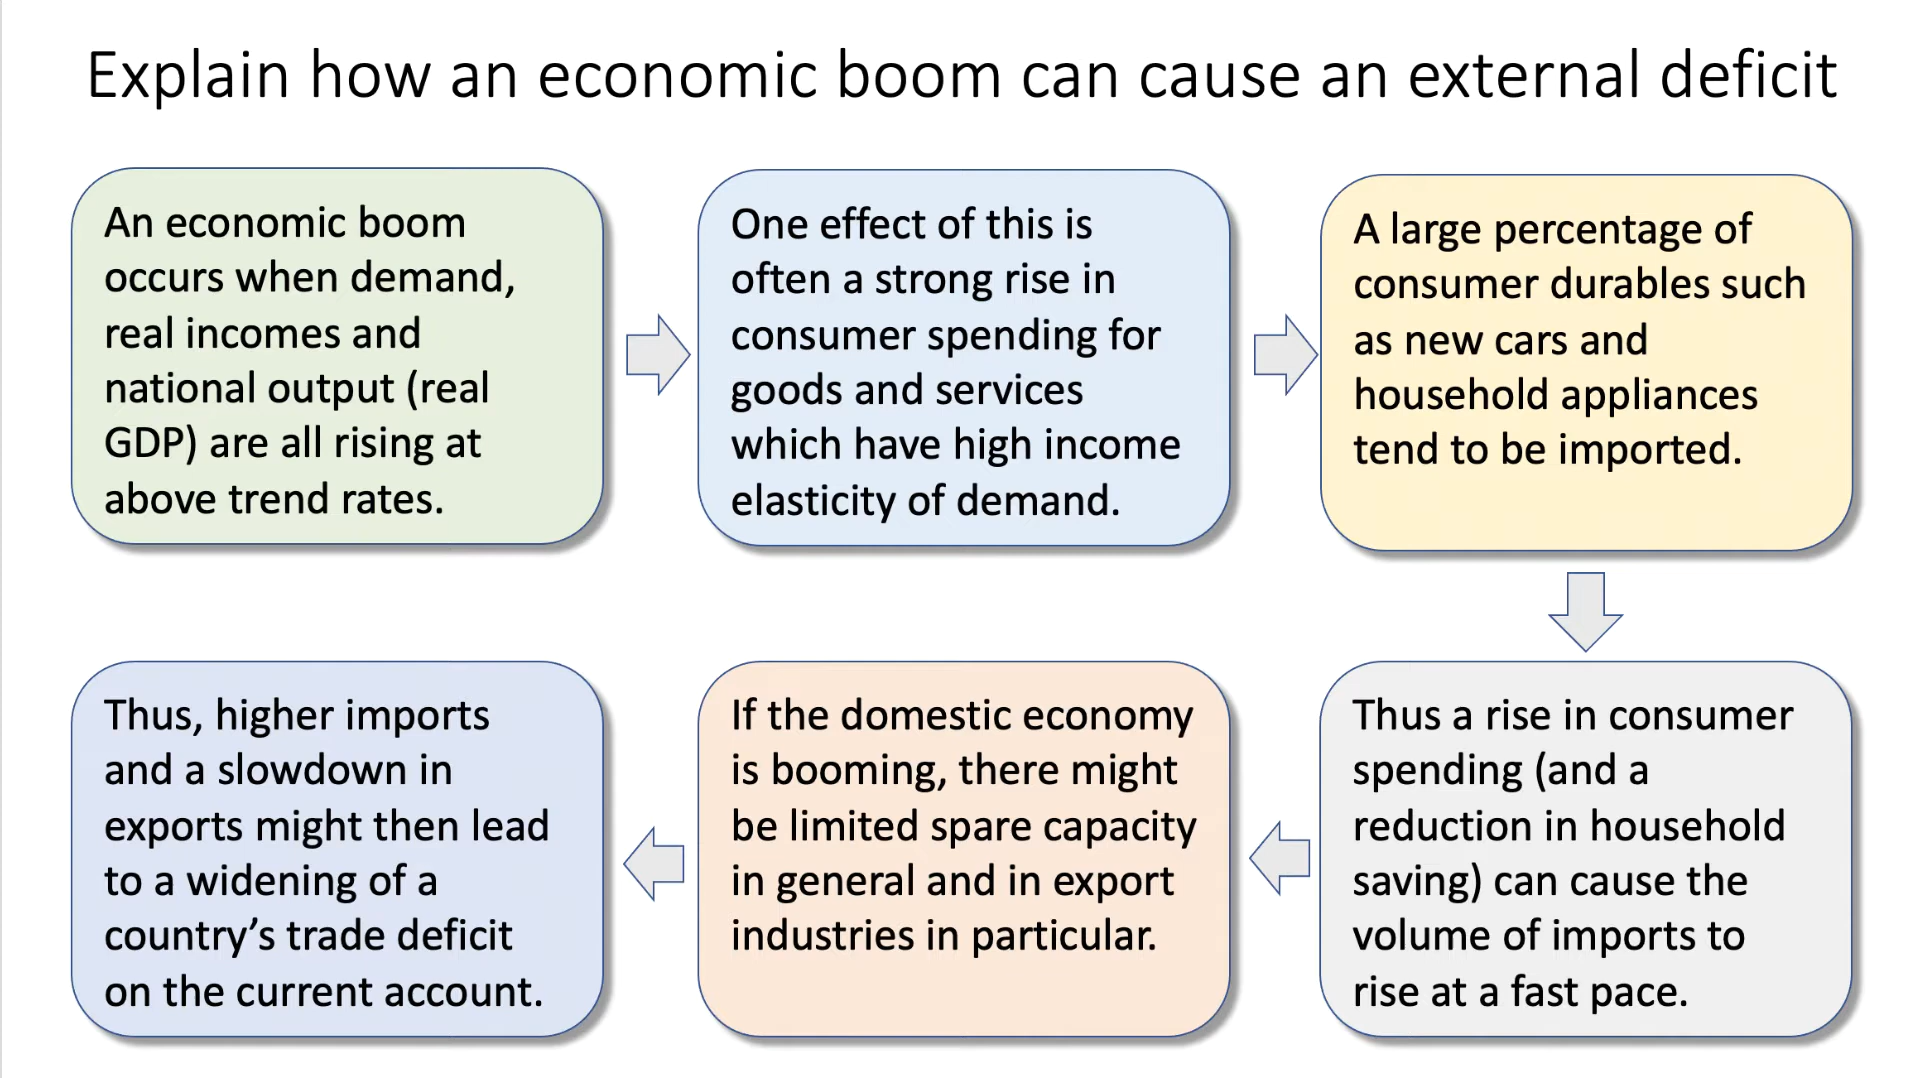 Explain how an economic boom can cause an external deficit
An economic boom
occurs when demand,
real incomes and
national output (real
GDP) are all rising at
above trend rates.
One effect of this is
often a strong rise in
consumer spending for
goods and services
which have high income
elasticity of demand.
A large percentage of
consumer durables such
as new cars and
household appliances
tend to be imported.
Thus a rise in consumer
spending (and a
reduction in household
saving) can cause the
volume of imports to
rise at a fast pace.
If the domestic economy
is booming, there might
be limited spare capacity
in general and in export
industries in particular.
Thus, higher imports
and a slowdown in
exports might then lead
to a widening of a
country’s trade deficit
on the current account.